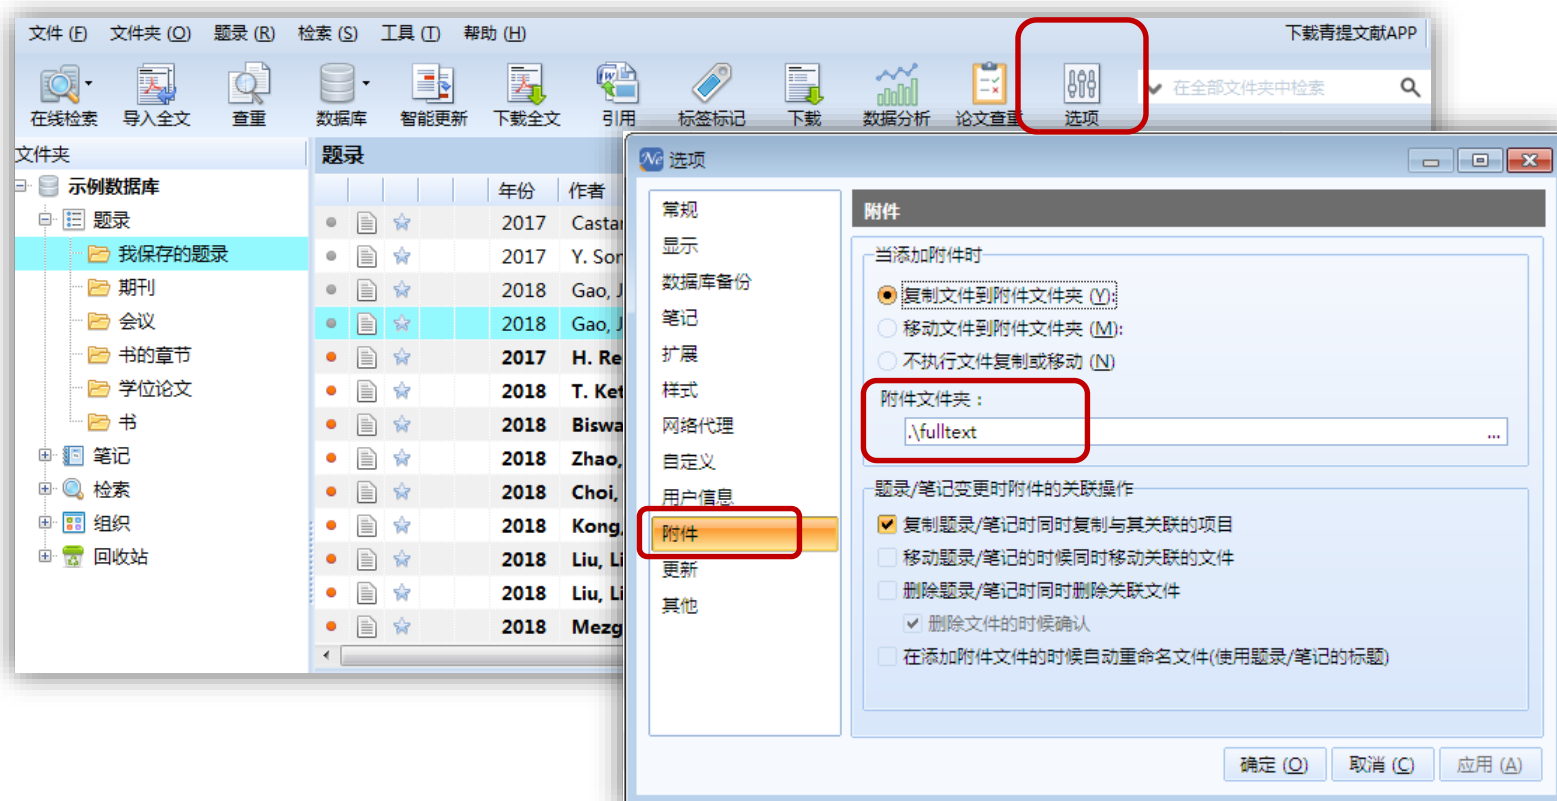 文件 (F) 文件夹 (O) 题录 (R) 检索 (S) 工具 (T) 帮助 (H) 下载青提文献APP
在线检索 导入全文 查重 数据库 智能更新 下载全文 引用 标签标记 下载 数据分析 论文查重 选项 在全部文件夹中检索
文件夹
示例数据库
题录
我保存的题录
期刊
会议
书的章节
学位论文
书
笔记
检索
组织
回收站
题录
年份 作者
2017 Castar
2017 Y. Sor
2018 Gao, J
2018 Gao, J
2017 H. Re
2018 T. Ket
2018 Biswa
2018 Zhao,
2018 Choi,
2018 Kong,
2018 Liu, Li
2018 Liu, Li
2018 Mezg
Ne 选项
常规
显示
数据库备份
笔记
扩展
样式
网络代理
自定义
用户信息
附件
更新
其他
附件
当添加附件时
复制文件到附件文件夹 (Y):
移动文件到附件文件夹 (M):
不执行文件复制或移动 (N)
附件文件夹：
.\fulltext ...
题录/笔记变更时附件的关联操作
复制题录/笔记时同时复制与其关联的项目
移动题录/笔记的时候同时移动关联的文件
删除题录/笔记时同时删除关联文件
删除文件的时候确认
在添加附件文件的时候自动重命名文件(使用题录/笔记的标题)
确定 (O) 取消 (C) 应用 (A)